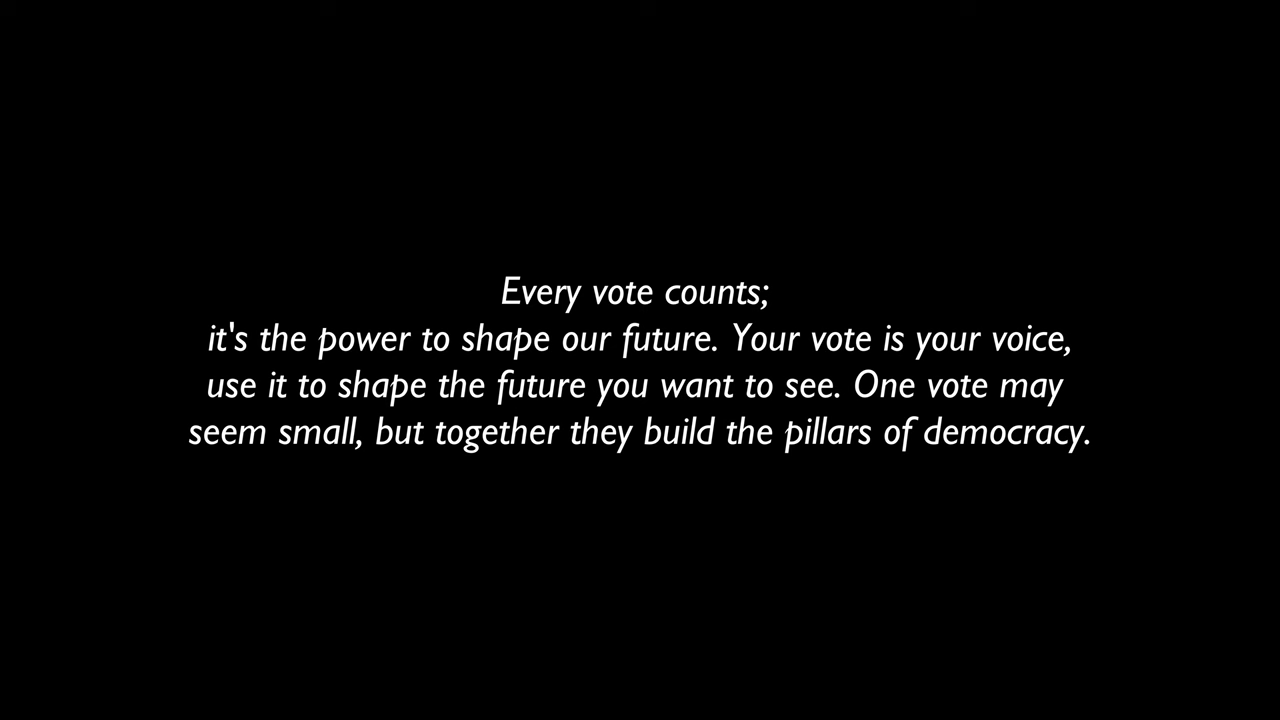 Every vote counts;
it's the power to shape our future. Your vote is your voice,
use it to shape the future you want to see. One vote may
seem small, but together they build the pillars of democracy.